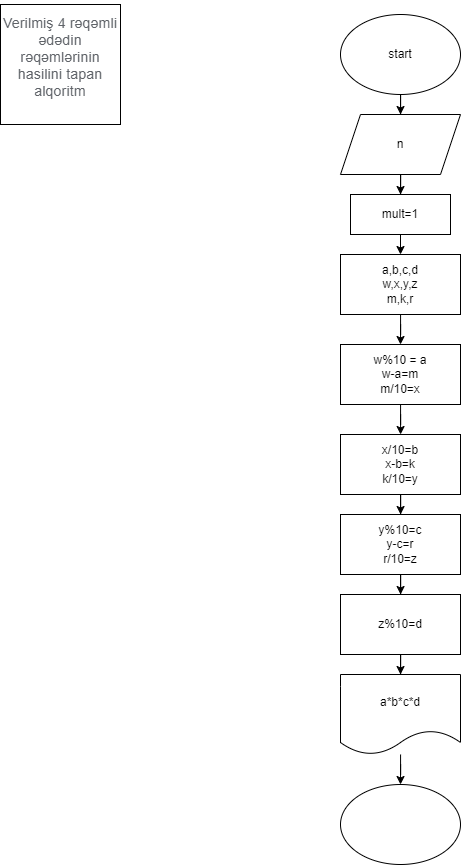 Verilmiş 4 rəqəmli
ədədin
rəqəmlərinin
hasilini tapan
alqoritm
start
n
mult=1
a,b,c,d
w,x,y,z
m,k,r
w%10 = a
w-a=m
m/10=x
x/10=b
x-b=k
k/10=y
y%10=c
y-c=r
r/10=z
z%10=d
a*b*c*d